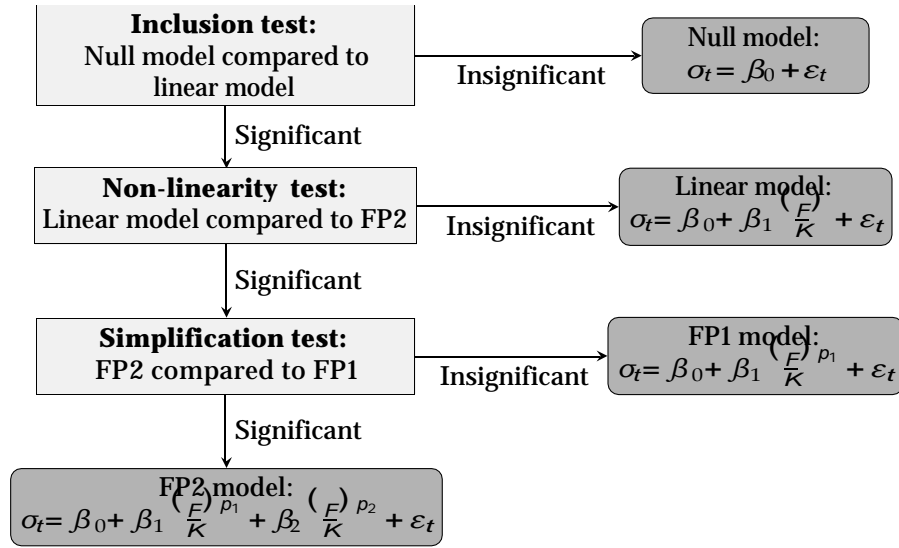 Inclusion test:
Null model compared to
linear model
Insignificant
Null model:
σt = β0 + εt
Significant
Non-linearity test:
Linear model compared to FP2
Insignificant
Linear model:
σt = β0 + β1 (F/K) + εt
Significant
Simplification test:
FP2 compared to FP1
Insignificant
FP1 model:
σt = β0 + β1 (F/K)^p1 + εt
Significant
FP2 model:
σt = β0 + β1 (F/K)^p1 + β2 (F/K)^p2 + εt